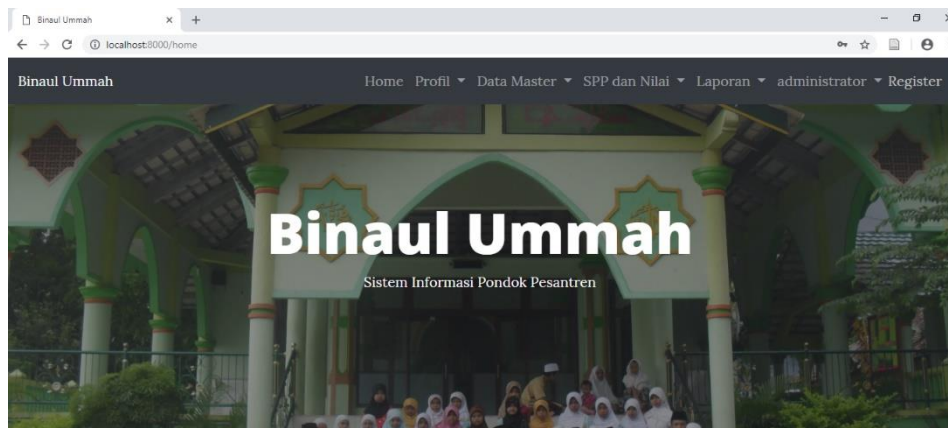 Binaul Ummah
localhost:8000/home
Binaul Ummah Home Profil Data Master SPP dan Nilai Laporan administrator Register
Binaul Ummah
Sistem Informasi Pondok Pesantren